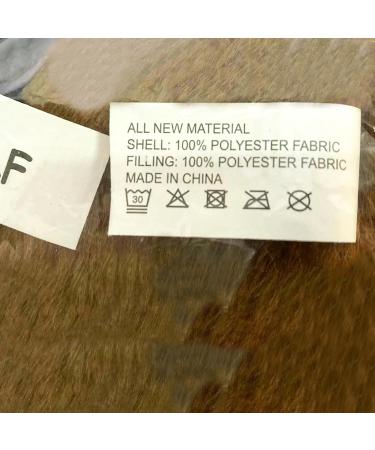 F
ALL NEW MATERIAL
SHELL: 100% POLYESTER FABRIC
FILLING: 100% POLYESTER FABRIC
MADE IN CHINA
30